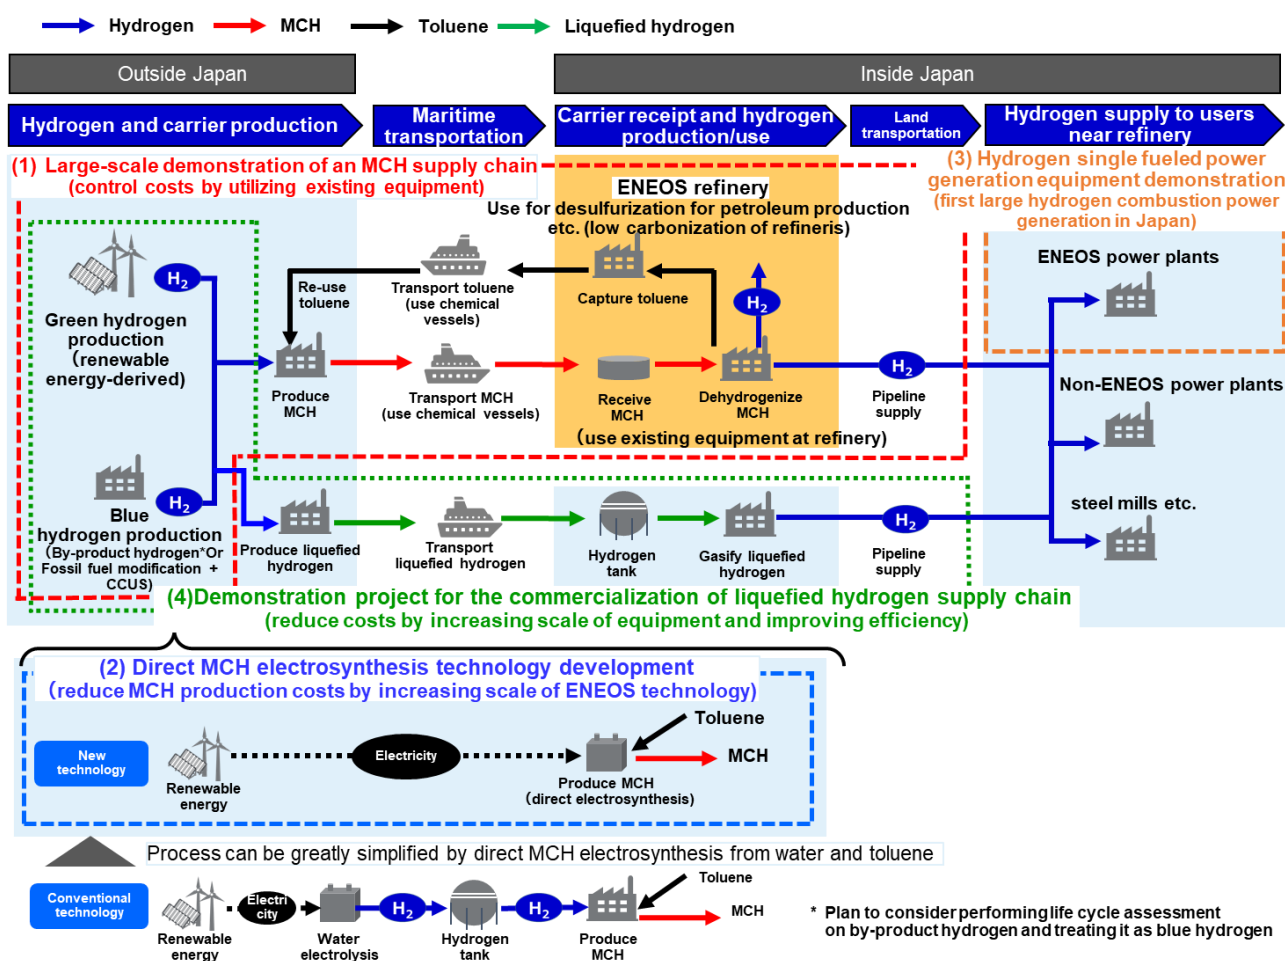 Hydrogen
MCH
Toluene
Liquefied hydrogen
Outside Japan
Inside Japan
Hydrogen and carrier production
Maritime
transportation
Carrier receipt and hydrogen
production/use
Land
transportation
Hydrogen supply to users
near refinery
(1) Large-scale demonstration of an MCH supply chain
(control costs by utilizing existing equipment)
(3) Hydrogen single fueled power
generation equipment demonstration
(first large hydrogen combustion power
generation in Japan)
ENEOS refinery
Use for desulfurization for petroleum production
etc. (low carbonization of refineris)
H2
Green hydrogen
production
(renewable
energy-derived)
Re-use
toluene
Transport toluene
(use chemical
vessels)
Capture toluene
H2
ENEOS power plants
Produce
MCH
Transport MCH
(use chemical vessels)
Receive
MCH
Dehydrogenize
MCH
H2
Pipeline
supply
Non-ENEOS power plants
(use existing equipment at refinery)
H2
Blue
hydrogen production
(By-product hydrogen*Or
Fossil fuel modification +
CCUS)
Produce liquefied
hydrogen
Transport
liquefied hydrogen
Hydrogen
tank
Gasify liquefied
hydrogen
H2
Pipeline
supply
steel mills etc.
(4)Demonstration project for the commercialization of liquefied hydrogen supply chain
(reduce costs by increasing scale of equipment and improving efficiency)
(2) Direct MCH electrosynthesis technology development
(reduce MCH production costs by increasing scale of ENEOS technology)
New
technology
Renewable
energy
Electricity
Toluene
MCH
Produce MCH
(direct electrosynthesis)
Process can be greatly simplified by direct MCH electrosynthesis from water and toluene
Conventional
technology
Renewable
energy
Electri
city
Water
electrolysis
H2
Hydrogen
tank
H2
Produce
MCH
Toluene
MCH
* Plan to consider performing life cycle assessment
on by-product hydrogen and treating it as blue hydrogen